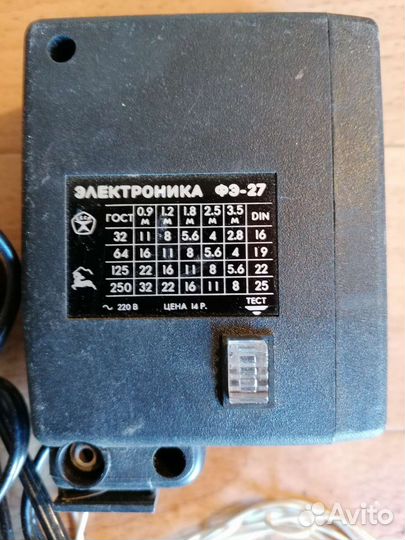 ЭЛЕКТРОНИКА ФЭ-27
ГОСТ 0.9 М 1.2 М 1.8 М 2.5 М 3.5 М DIN
32 11 8 5.6 4 2.8 16
64 16 11 8 5.6 4 19
125 22 16 11 8 5.6 22
250 32 22 16 11 8 25
~ 220 В ЦЕНА 14 Р. ТЕСТ
Avito